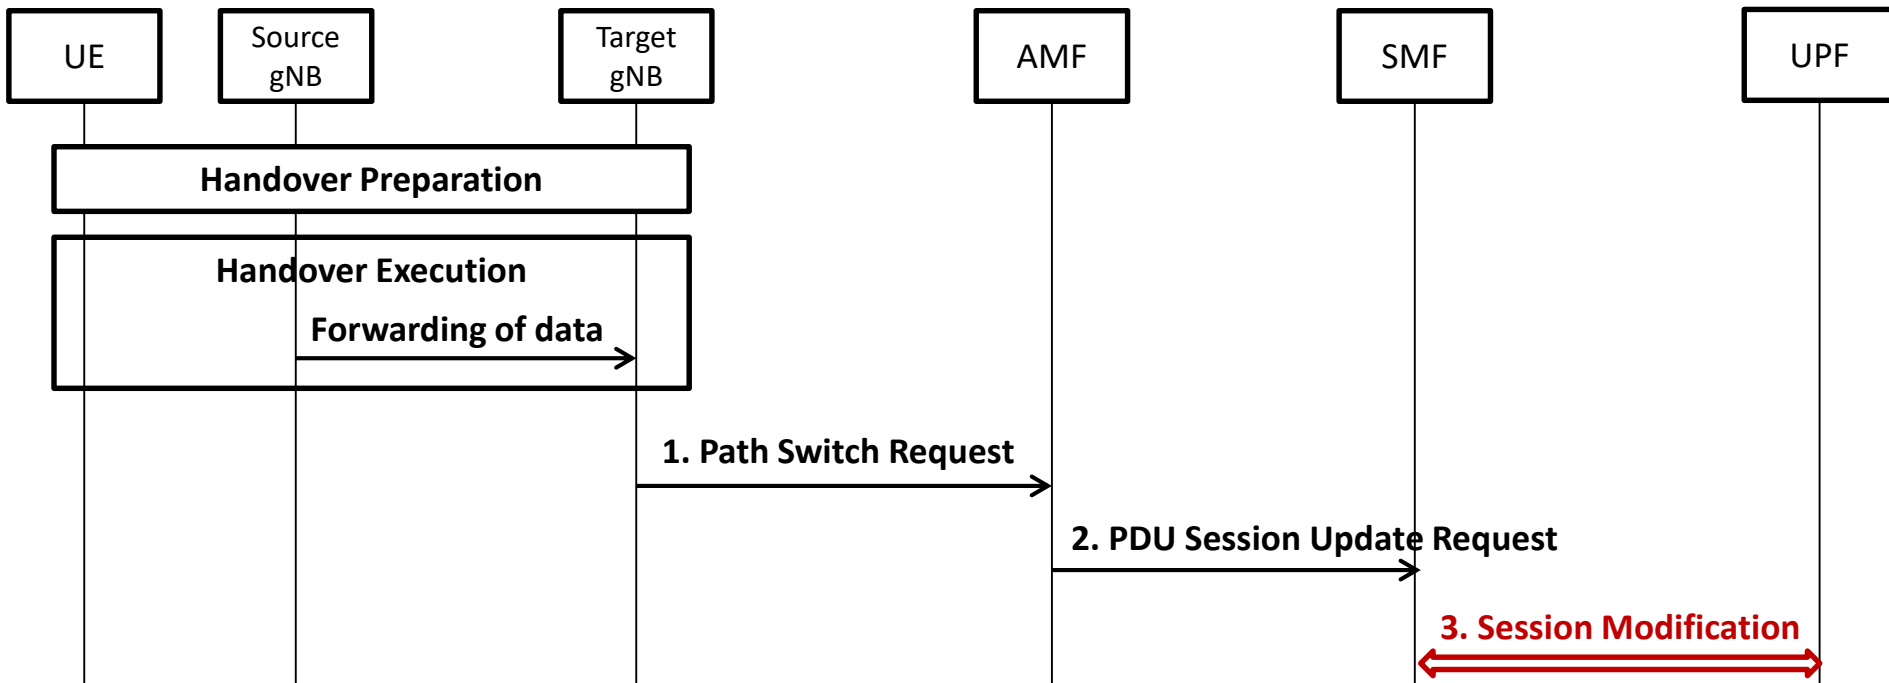 UE
Source
gNB
Target
gNB
AMF
SMF
UPF
Handover Preparation
Handover Execution
Forwarding of data
1. Path Switch Request
2. PDU Session Update Request
3. Session Modification